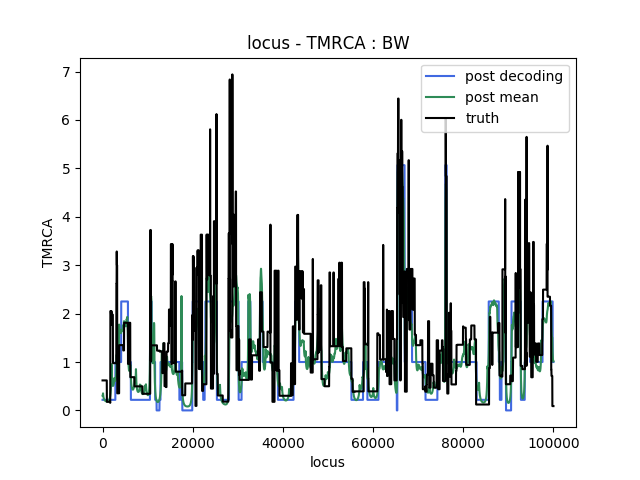 locus - TMRCA : BW
post decoding
post mean
truth
TMRCA
7
6
5
4
3
2
1
0
0 20000 40000 60000 80000 100000
locus